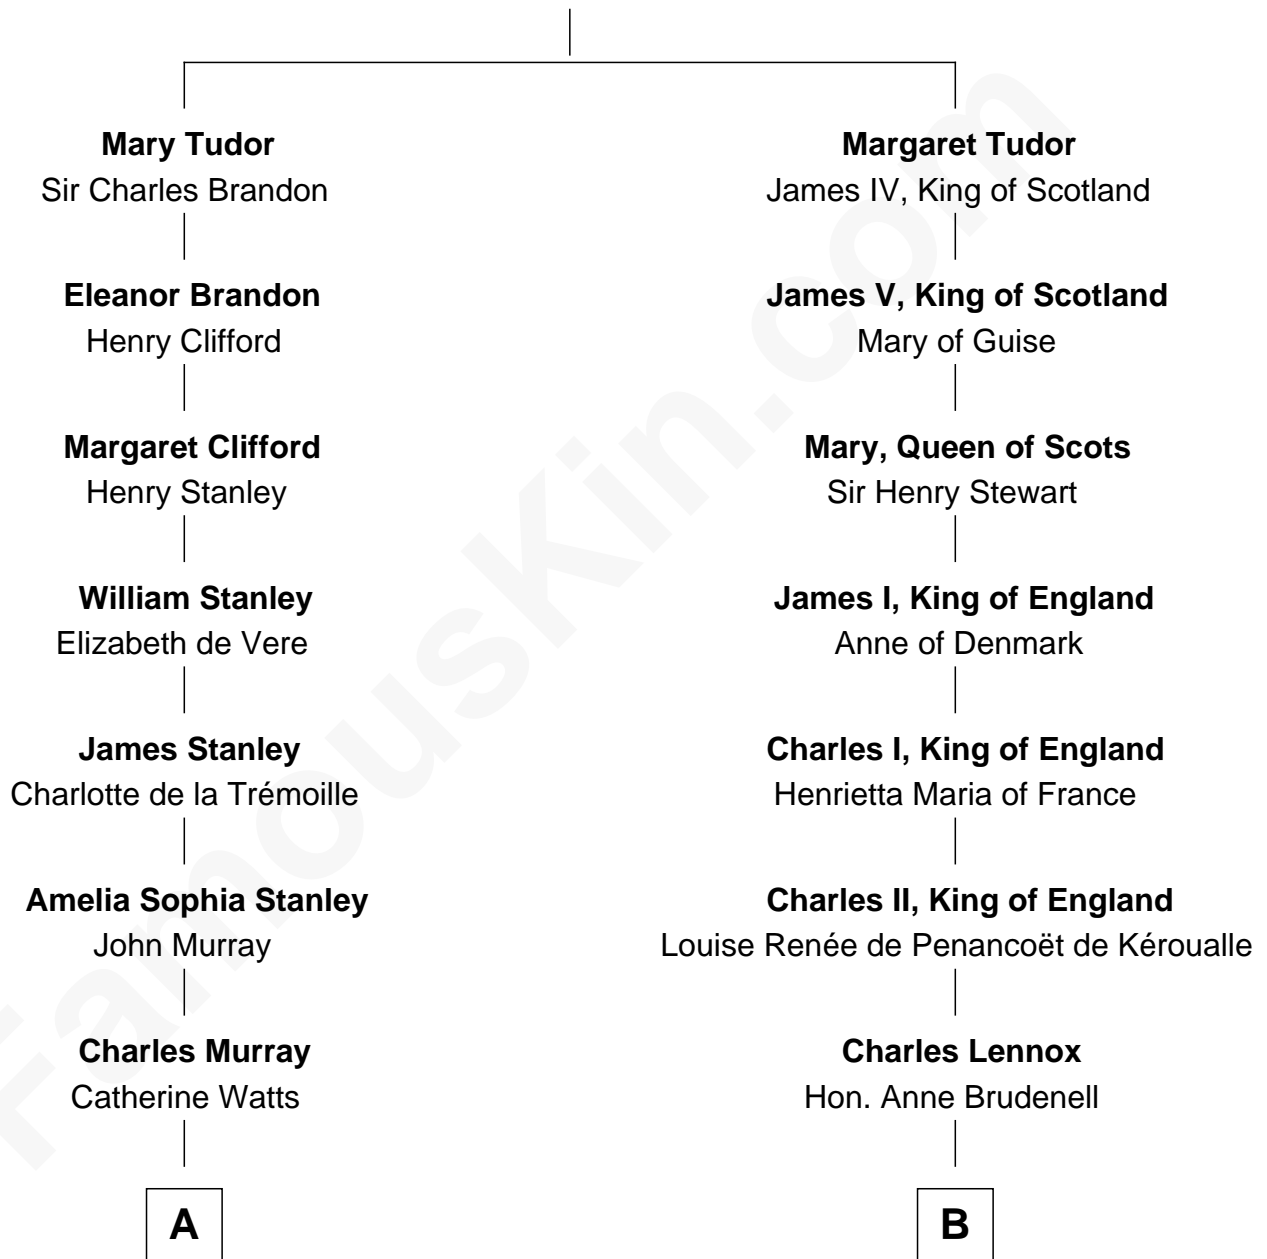 Mary Tudor
Sir Charles Brandon
Eleanor Brandon
Henry Clifford
Margaret Clifford
Henry Stanley
William Stanley
Elizabeth de Vere
James Stanley
Charlotte de la Trémoille
Amelia Sophia Stanley
John Murray
Charles Murray
Catherine Watts
A
Margaret Tudor
James IV, King of Scotland
James V, King of Scotland
Mary of Guise
Mary, Queen of Scots
Sir Henry Stewart
James I, King of England
Anne of Denmark
Charles I, King of England
Henrietta Maria of France
Charles II, King of England
Louise Renée de Penancoët de Kéroualle
Charles Lennox
Hon. Anne Brudenell
B
FamousKin.com